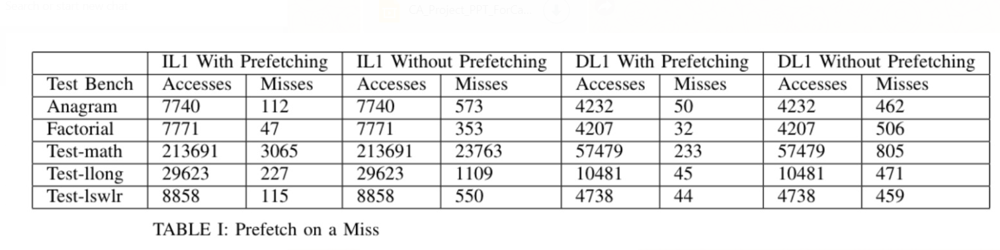 Search or start new chat
CA_Project_PPT_ForCa...
IL1 With Prefetching IL1 Without Prefetching DL1 With Prefetching DL1 Without Prefetching
Test Bench Accesses Misses Accesses Misses Accesses Misses Accesses Misses
Anagram 7740 112 7740 573 4232 50 4232 462
Factorial 7771 47 7771 353 4207 32 4207 506
Test-math 213691 3065 213691 23763 57479 233 57479 805
Test-llong 29623 227 29623 1109 10481 45 10481 471
Test-lswlr 8858 115 8858 550 4738 44 4738 459
TABLE I: Prefetch on a Miss